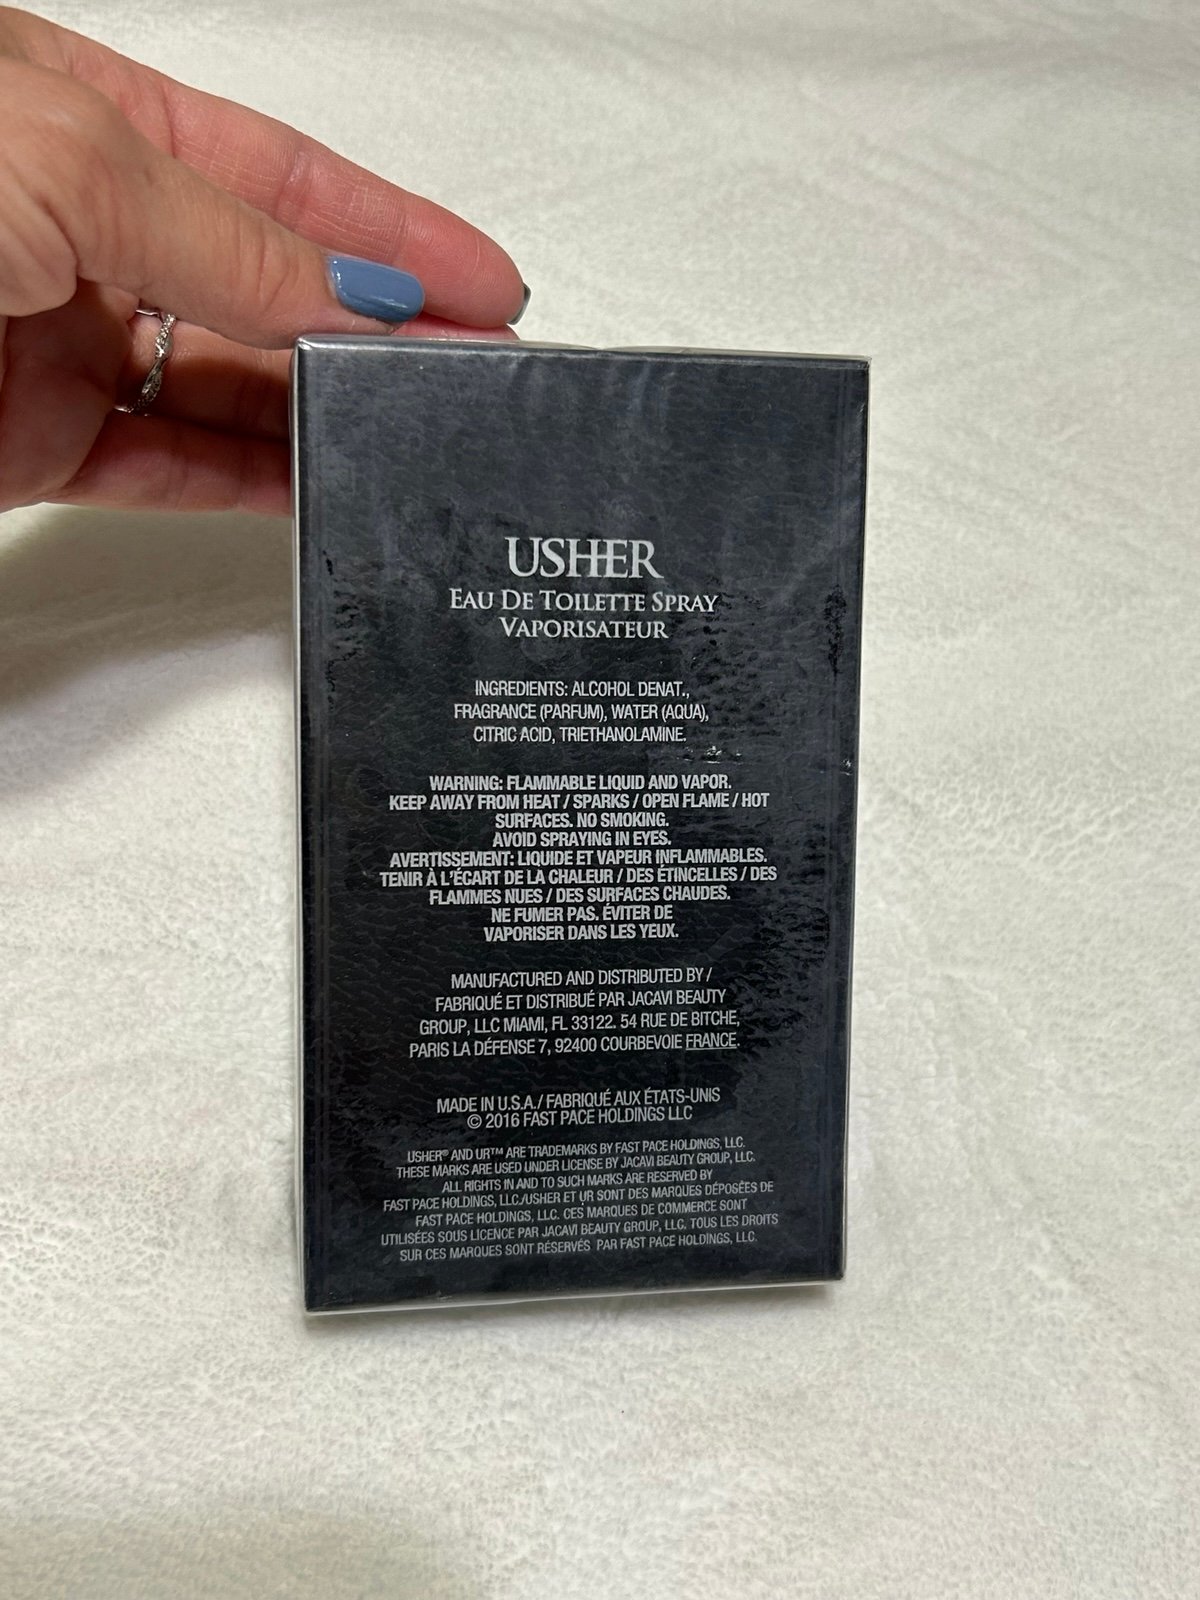 USHER
EAU DE TOILETTE SPRAY
VAPORISATEUR
INGREDIENTS: ALCOHOL DENAT.,
FRAGRANCE (PARFUM), WATER (AQUA),
CITRIC ACID, TRIETHANOLAMINE.
WARNING: FLAMMABLE LIQUID AND VAPOR.
KEEP AWAY FROM HEAT / SPARKS / OPEN FLAME / HOT
SURFACES. NO SMOKING.
AVOID SPRAYING IN EYES.
AVERTISSEMENT: LIQUIDE ET VAPEUR INFLAMMABLES.
TENIR À L'ÉCART DE LA CHALEUR / DES ÉTINCELLES / DES
FLAMMES NUES / DES SURFACES CHAUDES.
NE FUMER PAS. ÉVITER DE
VAPORISER DANS LES YEUX.
MANUFACTURED AND DISTRIBUTED BY /
FABRIQUÉ ET DISTRIBUÉ PAR JACAVI BEAUTY
GROUP, LLC MIAMI, FL 33122. 54 RUE DE BITCHE,
PARIS LA DÉFENSE 7, 92400 COURBEVOIE FRANCE.
MADE IN U.S.A./ FABRIQUÉ AUX ÉTATS-UNIS
© 2016 FAST PACE HOLDINGS LLC
USHER® AND UR™ ARE TRADEMARKS BY FAST PACE HOLDINGS, LLC.
THESE MARKS ARE USED UNDER LICENSE BY JACAVI BEAUTY GROUP, LLC.
ALL RIGHTS IN AND TO SUCH MARKS ARE RESERVED BY
FAST PACE HOLDINGS, LLC./USHER ET UR SONT DES MARQUES DÉPOSÉES DE
FAST PACE HOLDINGS, LLC. CES MARQUES DE COMMERCE SONT
UTILISÉES SOUS LICENCE PAR JACAVI BEAUTY GROUP, LLC. TOUS LES DROITS
SUR CES MARQUES SONT RÉSERVÉS PAR FAST PACE HOLDINGS, LLC.